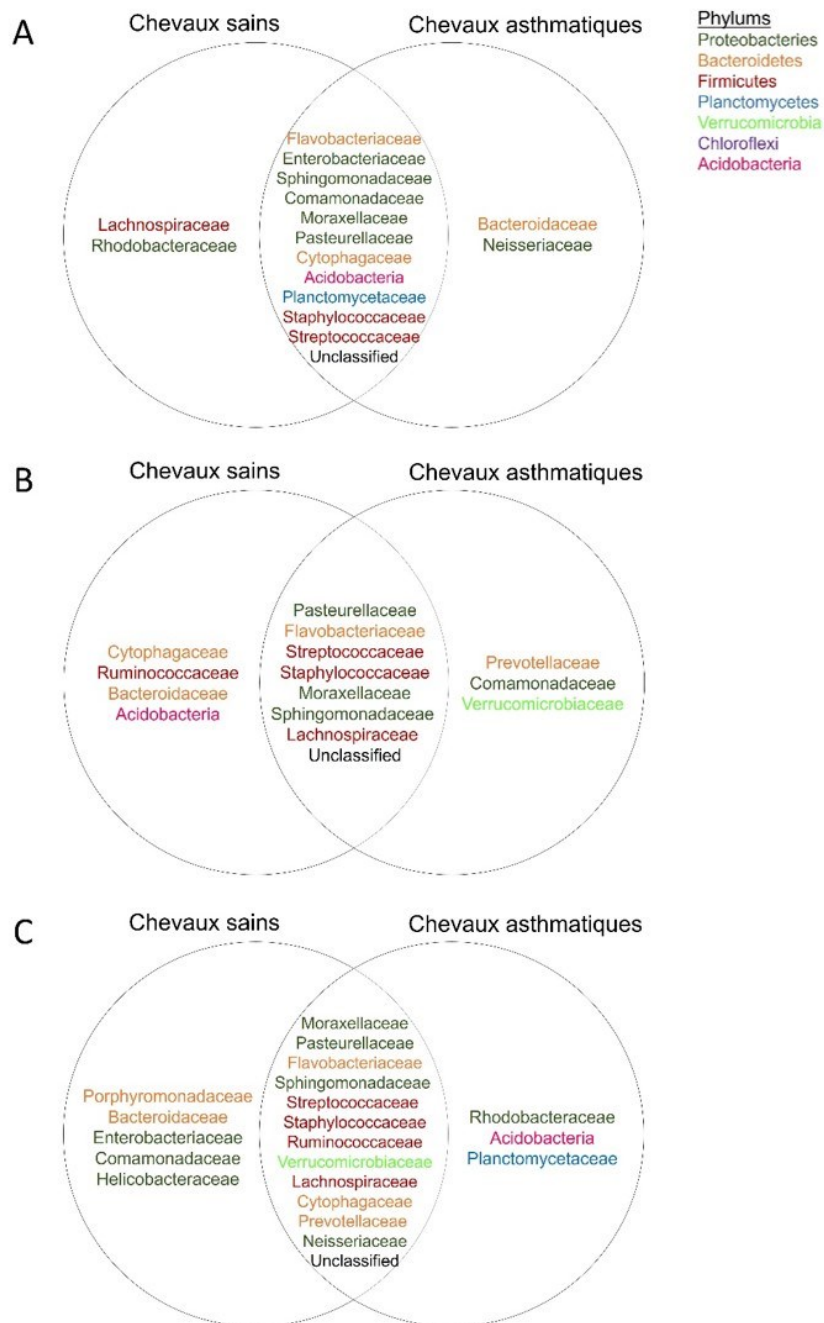 A
Chevaux sains
Chevaux asthmatiques
Phylums
Proteobacteries
Bacteroidetes
Firmicutes
Planctomycetes
Verrucomicrobia
Chloroflexi
Acidobacteria
Lachnospiraceae
Rhodobacteraceae
Flavobacteriaceae
Enterobacteriaceae
Sphingomonadaceae
Comamonadaceae
Moraxellaceae
Pasteurellaceae
Cytophagaceae
Acidobacteria
Planctomycetaceae
Staphylococcaceae
Streptococcaceae
Unclassified
Bacteroidaceae
Neisseriaceae
B
Chevaux sains
Chevaux asthmatiques
Cytophagaceae
Ruminococcaceae
Bacteroidaceae
Acidobacteria
Pasteurellaceae
Flavobacteriaceae
Streptococcaceae
Staphylococcaceae
Moraxellaceae
Sphingomonadaceae
Lachnospiraceae
Unclassified
Prevotellaceae
Comamonadaceae
Verrucomicrobiaceae
C
Chevaux sains
Chevaux asthmatiques
Porphyromonadaceae
Bacteroidaceae
Enterobacteriaceae
Comamonadaceae
Helicobacteraceae
Moraxellaceae
Pasteurellaceae
Flavobacteriaceae
Sphingomonadaceae
Streptococcaceae
Staphylococcaceae
Ruminococcaceae
Verrucomicrobiaceae
Lachnospiraceae
Cytophagaceae
Prevotellaceae
Neisseriaceae
Unclassified
Rhodobacteraceae
Acidobacteria
Planctomycetaceae